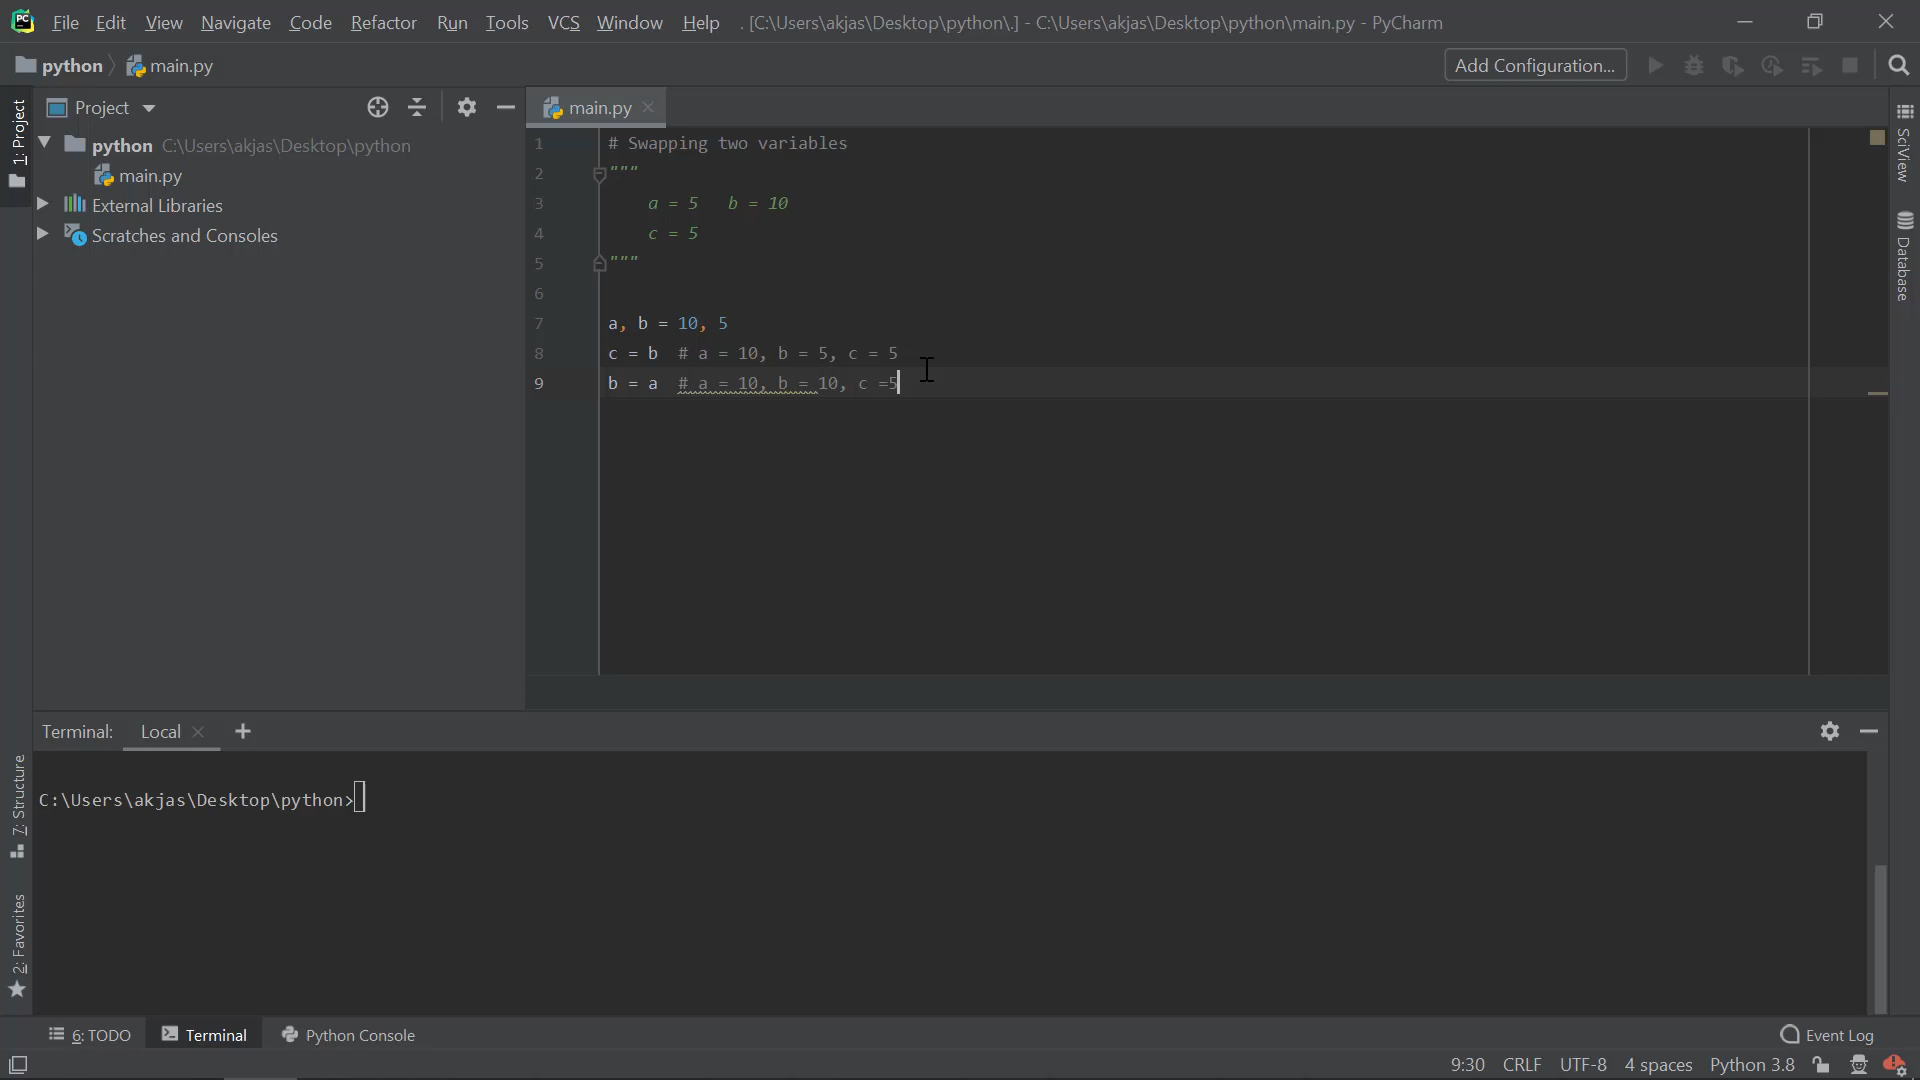 File Edit View Navigate Code Refactor Run Tools VCS Window Help . [C:\Users\akjas\Desktop\python\.] - C:\Users\akjas\Desktop\python\main.py - PyCharm
python main.py Add Configuration...
1: Project
Project
python C:\Users\akjas\Desktop\python
main.py
External Libraries
Scratches and Consoles
main.py
1 # Swapping two variables
2 """
3 a = 5 b = 10
4 c = 5
5 """
6
7 a, b = 10, 5
8 c = b # a = 10, b = 5, c = 5
9 b = a # a = 10, b = 10, c =5
SciView
Database
Terminal: Local
C:\Users\akjas\Desktop\python>
7: Structure
2: Favorites
6: TODO Terminal Python Console Event Log
9:30 CRLF UTF-8 4 spaces Python 3.8